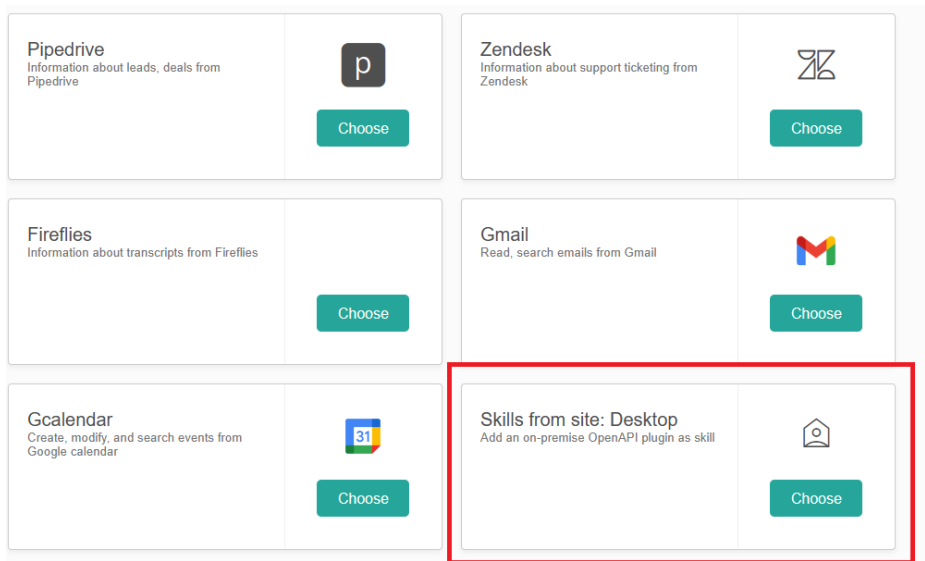 Pipedrive
Information about leads, deals from
Pipedrive
p
Choose
Zendesk
Information about support ticketing from
Zendesk
Choose
Fireflies
Information about transcripts from Fireflies
Choose
Gmail
Read, search emails from Gmail
Choose
Gcalendar
Create, modify, and search events from
Google calendar
31
Choose
Skills from site: Desktop
Add an on-premise OpenAPI plugin as skill
Choose